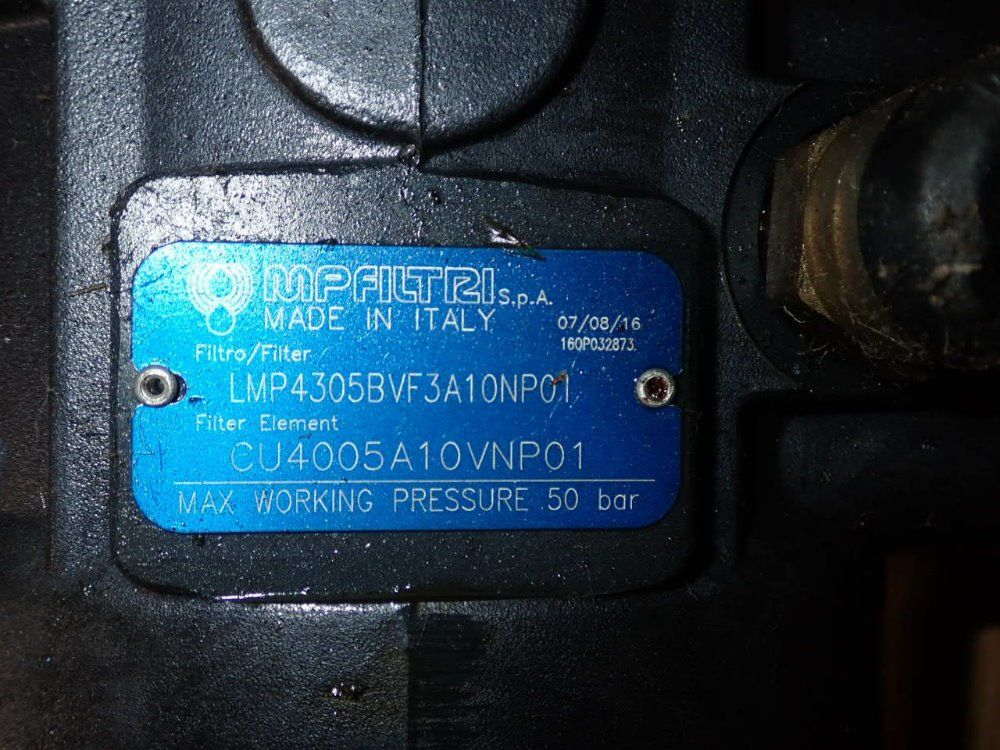 MPFILTRI S.p.A.
MADE IN ITALY
07/08/16
160P032873
Filtro/Filter
LMP4305BVF3A10NP01
Filter Element
CU4005A10VNP01
MAX WORKING PRESSURE 50 bar